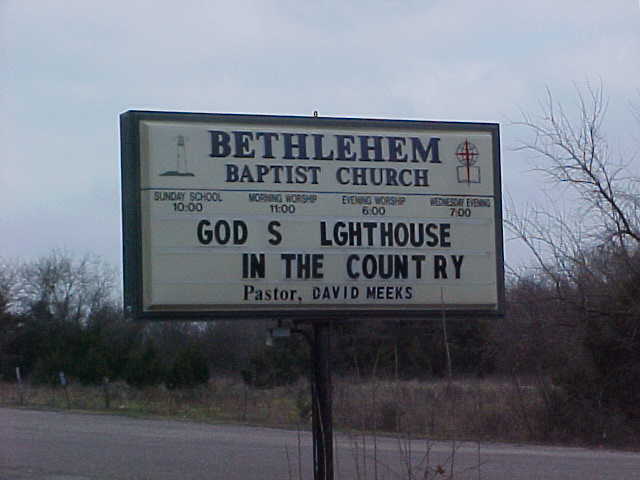 BETHLEHEM
BAPTIST CHURCH
SUNDAY SCHOOL MORNING WORSHIP EVENING WORSHIP WEDNESDAY EVENING
10:00 11:00 6:00 7:00
GOD S LGHTHOUSE
IN THE COUNTRY
Pastor, DAVID MEEKS